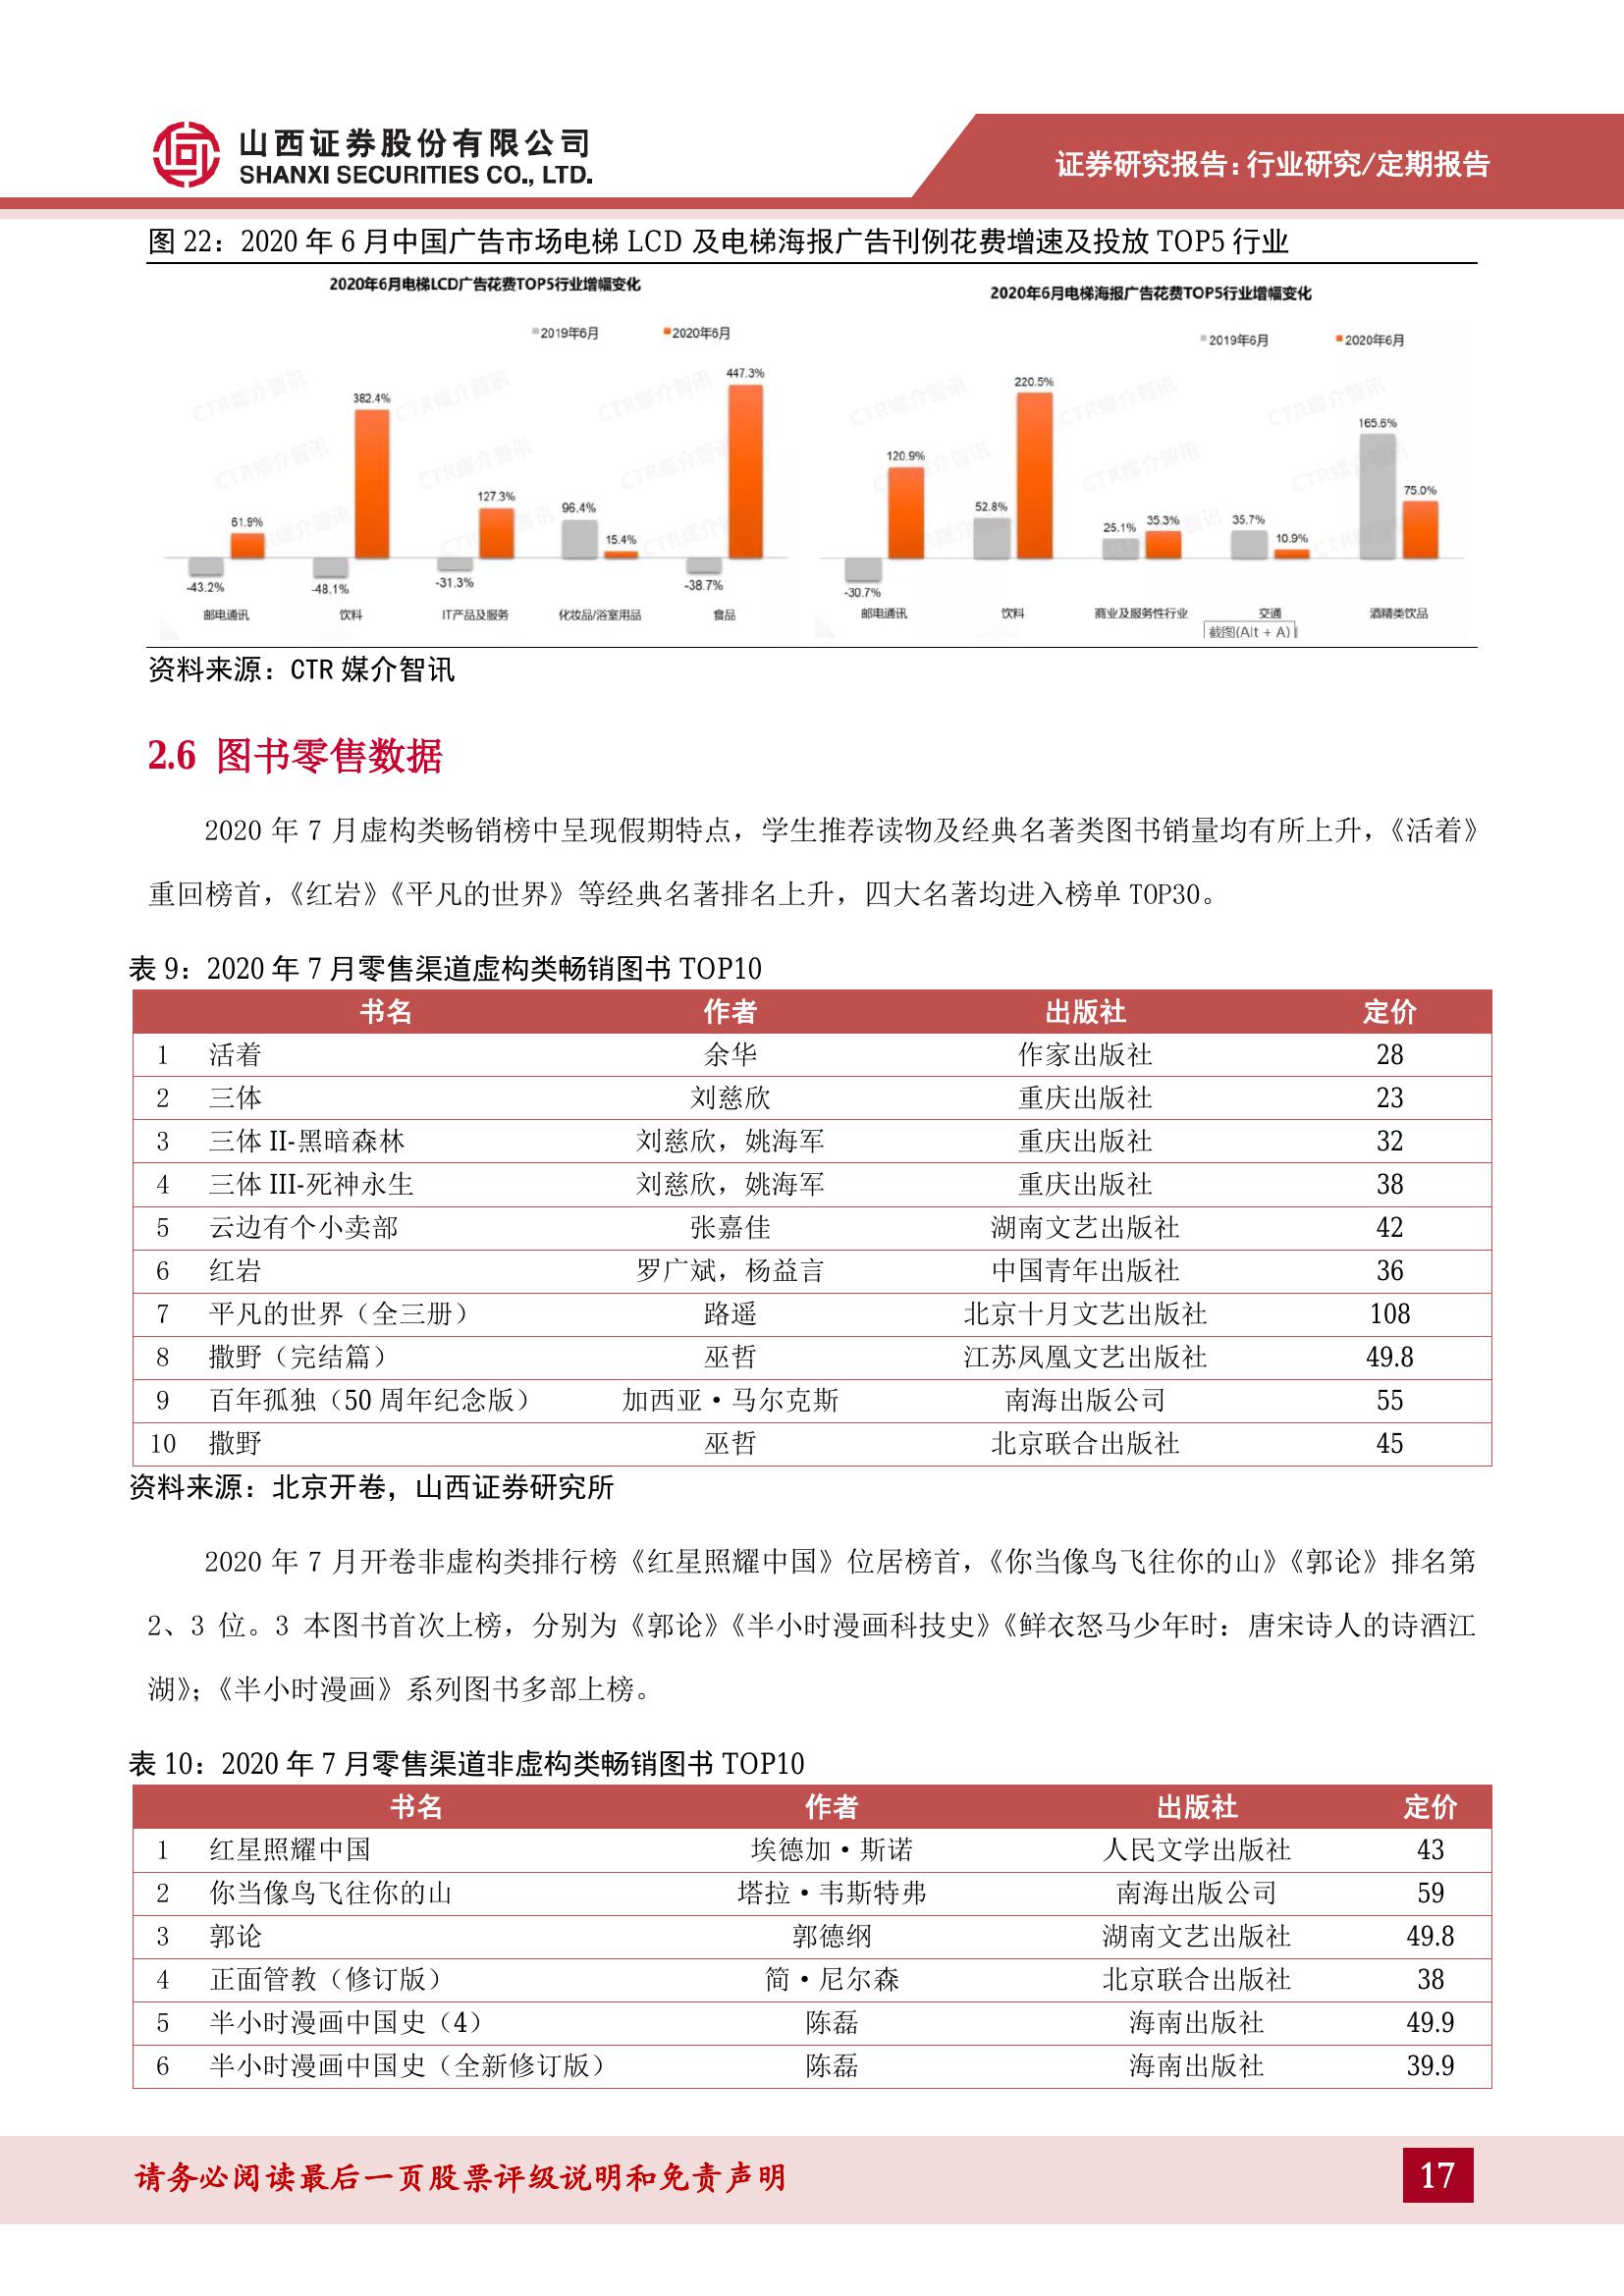 山西证券股份有限公司
SHANXI SECURITIES CO., LTD.
证券研究报告：行业研究/定期报告
图 22：2020 年 6 月中国广告市场电梯 LCD 及电梯海报广告刊例花费增速及投放 TOP5 行业
2020年6月电梯LCD广告花费TOP5行业增幅变化
2019年6月 2020年6月
447.3%
382.4%
127.3%
96.4%
61.9%
15.4%
-43.2% -48.1% -31.3% -38.7%
邮电通讯 饮料 IT产品及服务 化妆品/浴室用品 食品
2020年6月电梯海报广告花费TOP5行业增幅变化
2019年6月 2020年6月
220.5%
165.6%
120.9%
75.0%
52.8%
25.1% 35.3% 35.7% 10.9%
-30.7%
邮电通讯 饮料 商业及服务性行业 交通 酒精类饮品
截图(Alt + A)
CTR媒介智讯
资料来源：CTR 媒介智讯
2.6 图书零售数据
2020 年 7 月虚构类畅销榜中呈现假期特点，学生推荐读物及经典名著类图书销量均有所上升，《活着》
重回榜首，《红岩》《平凡的世界》等经典名著排名上升，四大名著均进入榜单 TOP30。
表 9：2020 年 7 月零售渠道虚构类畅销图书 TOP10
书名 作者 出版社 定价
1 活着 余华 作家出版社 28
2 三体 刘慈欣 重庆出版社 23
3 三体 II-黑暗森林 刘慈欣，姚海军 重庆出版社 32
4 三体 III-死神永生 刘慈欣，姚海军 重庆出版社 38
5 云边有个小卖部 张嘉佳 湖南文艺出版社 42
6 红岩 罗广斌，杨益言 中国青年出版社 36
7 平凡的世界（全三册） 路遥 北京十月文艺出版社 108
8 撒野（完结篇） 巫哲 江苏凤凰文艺出版社 49.8
9 百年孤独（50 周年纪念版） 加西亚·马尔克斯 南海出版公司 55
10 撒野 巫哲 北京联合出版社 45
资料来源：北京开卷，山西证券研究所
2020 年 7 月开卷非虚构类排行榜《红星照耀中国》位居榜首，《你当像鸟飞往你的山》《郭论》排名第
2、3 位。3 本图书首次上榜，分别为《郭论》《半小时漫画科技史》《鲜衣怒马少年时：唐宋诗人的诗酒江
湖》；《半小时漫画》系列图书多部上榜。
表 10：2020 年 7 月零售渠道非虚构类畅销图书 TOP10
书名 作者 出版社 定价
1 红星照耀中国 埃德加·斯诺 人民文学出版社 43
2 你当像鸟飞往你的山 塔拉·韦斯特弗 南海出版公司 59
3 郭论 郭德纲 湖南文艺出版社 49.8
4 正面管教（修订版） 简·尼尔森 北京联合出版社 38
5 半小时漫画中国史（4） 陈磊 海南出版社 49.9
6 半小时漫画中国史（全新修订版） 陈磊 海南出版社 39.9
请务必阅读最后一页股票评级说明和免责声明
17